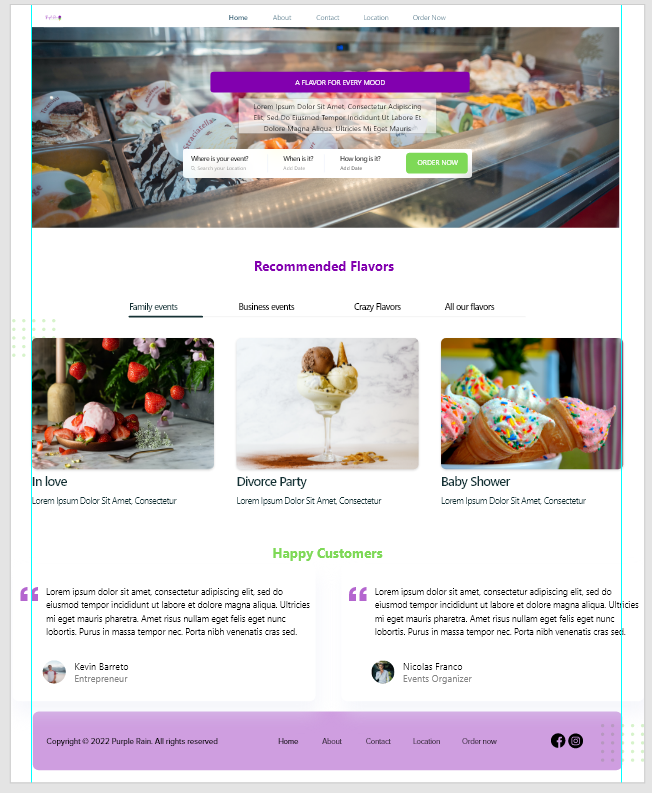 Home About Contact Location Order Now
A FLAVOR FOR EVERY MOOD
Lorem Ipsum Dolor Sit Amet, Consectetur Adipiscing
Elit, Sed Do Eiusmod Tempor Incididunt Ut Labore Et
Dolore Magna Aliqua. Ultricies Mi Eget Mauris
Where is your event? When is it? How long is it?
Search your Location Add Date Add Date
ORDER NOW
Stracciatella
Recommended Flavors
Family events Business events Crazy Flavors All our flavors
In love
Lorem Ipsum Dolor Sit Amet, Consectetur
Divorce Party
Lorem Ipsum Dolor Sit Amet, Consectetur
Baby Shower
Lorem Ipsum Dolor Sit Amet, Consectetur
Happy Customers
Lorem ipsum dolor sit amet, consectetur adipiscing elit, sed do
eiusmod tempor incididunt ut labore et dolore magna aliqua. Ultricies
mi eget mauris pharetra. Amet risus nullam eget felis eget nunc
lobortis. Purus in massa tempor nec. Porta nibh venenatis cras sed.
Kevin Barreto
Entrepreneur
Lorem ipsum dolor sit amet, consectetur adipiscing elit, sed do
eiusmod tempor incididunt ut labore et dolore magna aliqua. Ultricies
mi eget mauris pharetra. Amet risus nullam eget felis eget nunc
lobortis. Purus in massa tempor nec. Porta nibh venenatis cras sed.
Nicolas Franco
Events Organizer
Copyright © 2022 Purple Rain. All rights reserved Home About Contact Location Order now